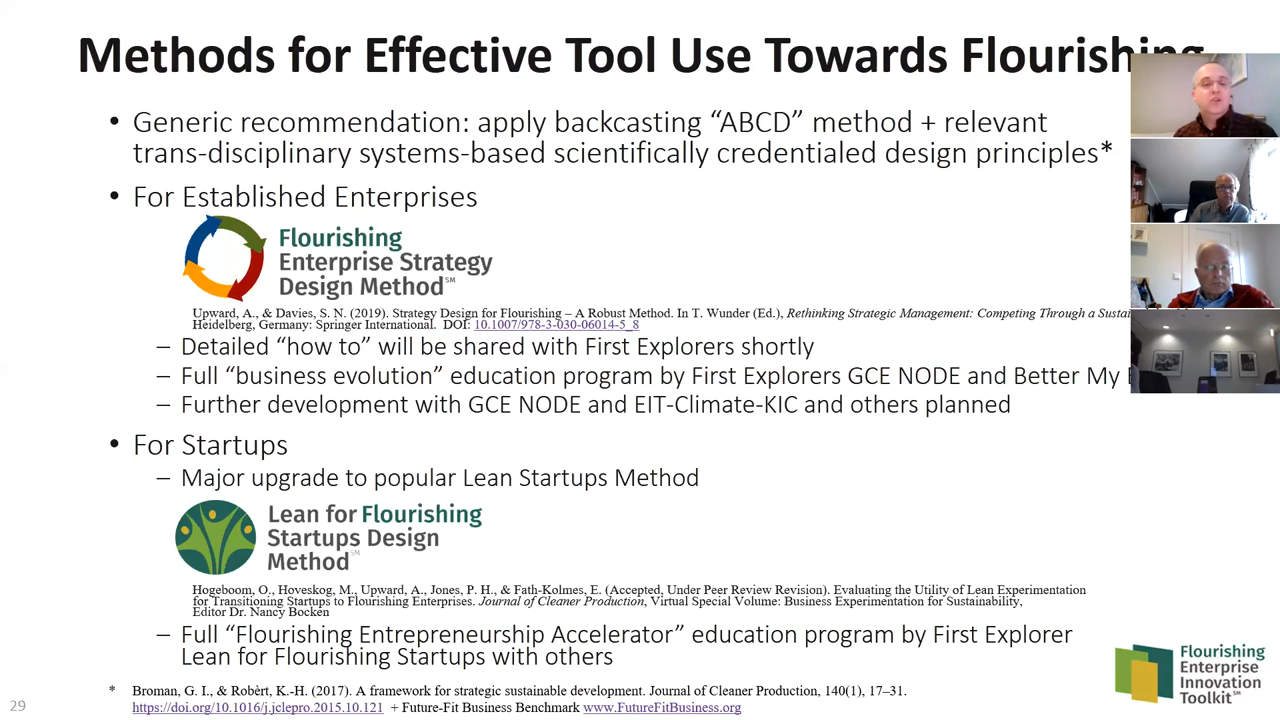 Methods for Effective Tool Use Towards Flourishing
• Generic recommendation: apply backcasting “ABCD” method + relevant
trans-disciplinary systems-based scientifically credentialed design principles*
• For Established Enterprises
Flourishing
Enterprise Strategy
Design Method℠
Upward, A., & Davies, S. N. (2019). Strategy Design for Flourishing – A Robust Method. In T. Wunder (Ed.), Rethinking Strategic Management: Competing Through a
Heidelberg, Germany: Springer International. DOI: 10.1007/978-3-030-06014-5_8
– Detailed “how to” will be shared with First Explorers shortly
– Full “business evolution” education program by First Explorers GCE NODE and Better My
– Further development with GCE NODE and EIT-Climate-KIC and others planned
• For Startups
– Major upgrade to popular Lean Startups Method
Lean for Flourishing
Startups Design
Method℠
Hogeboom, O., Hoveskog, M., Upward, A., Jones, P. H., & Fath-Kolmes, E. (Accepted, Under Peer Review Revision). Evaluating the Utility of Lean Experimentation
for Transitioning Startups to Flourishing Enterprises. Journal of Cleaner Production, Virtual Special Volume: Business Experimentation for Sustainability,
Editor Dr. Nancy Bocken
– Full “Flourishing Entrepreneurship Accelerator” education program by First Explorer
Lean for Flourishing Startups with others
Flourishing
Enterprise
Innovation
Toolkit℠
* Broman, G. I., & Robèrt, K.-H. (2017). A framework for strategic sustainable development. Journal of Cleaner Production, 140(1), 17–31.
https://doi.org/10.1016/j.jclepro.2015.10.121 + Future-Fit Business Benchmark www.FutureFitBusiness.org
29